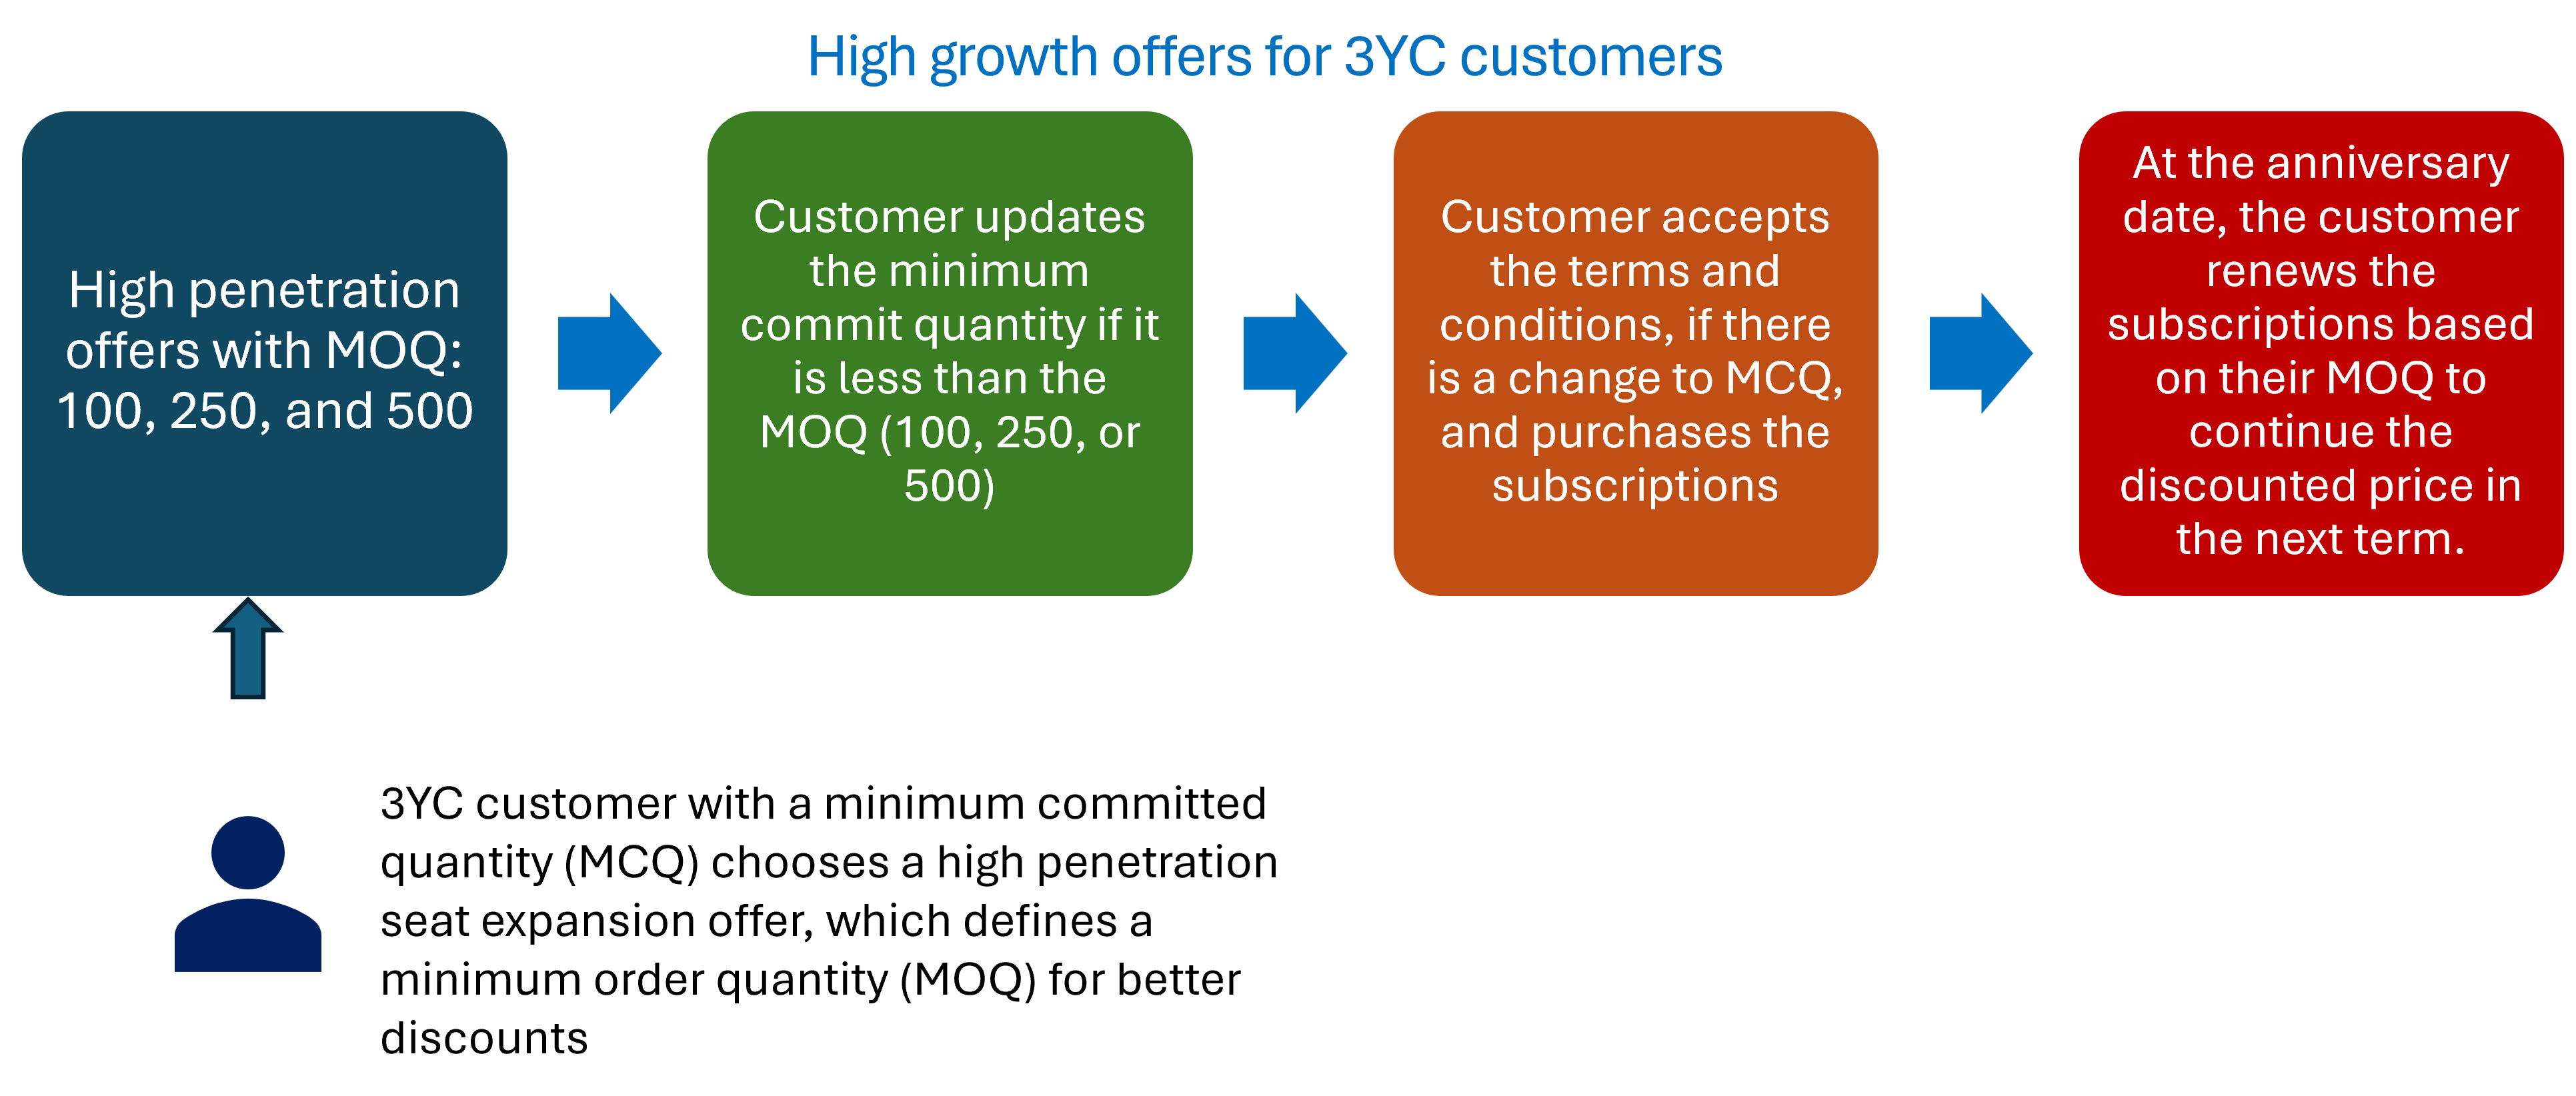 High growth offers for 3YC customers
High penetration
offers with MOQ:
100, 250, and 500
Customer updates
the minimum
commit quantity if it
is less than the
MOQ (100, 250, or
500)
Customer accepts
the terms and
conditions, if there
is a change to MCQ,
and purchases the
subscriptions
At the anniversary
date, the customer
renews the
subscriptions based
on their MOQ to
continue the
discounted price in
the next term.
3YC customer with a minimum committed
quantity (MCQ) chooses a high penetration
seat expansion offer, which defines a
minimum order quantity (MOQ) for better
discounts